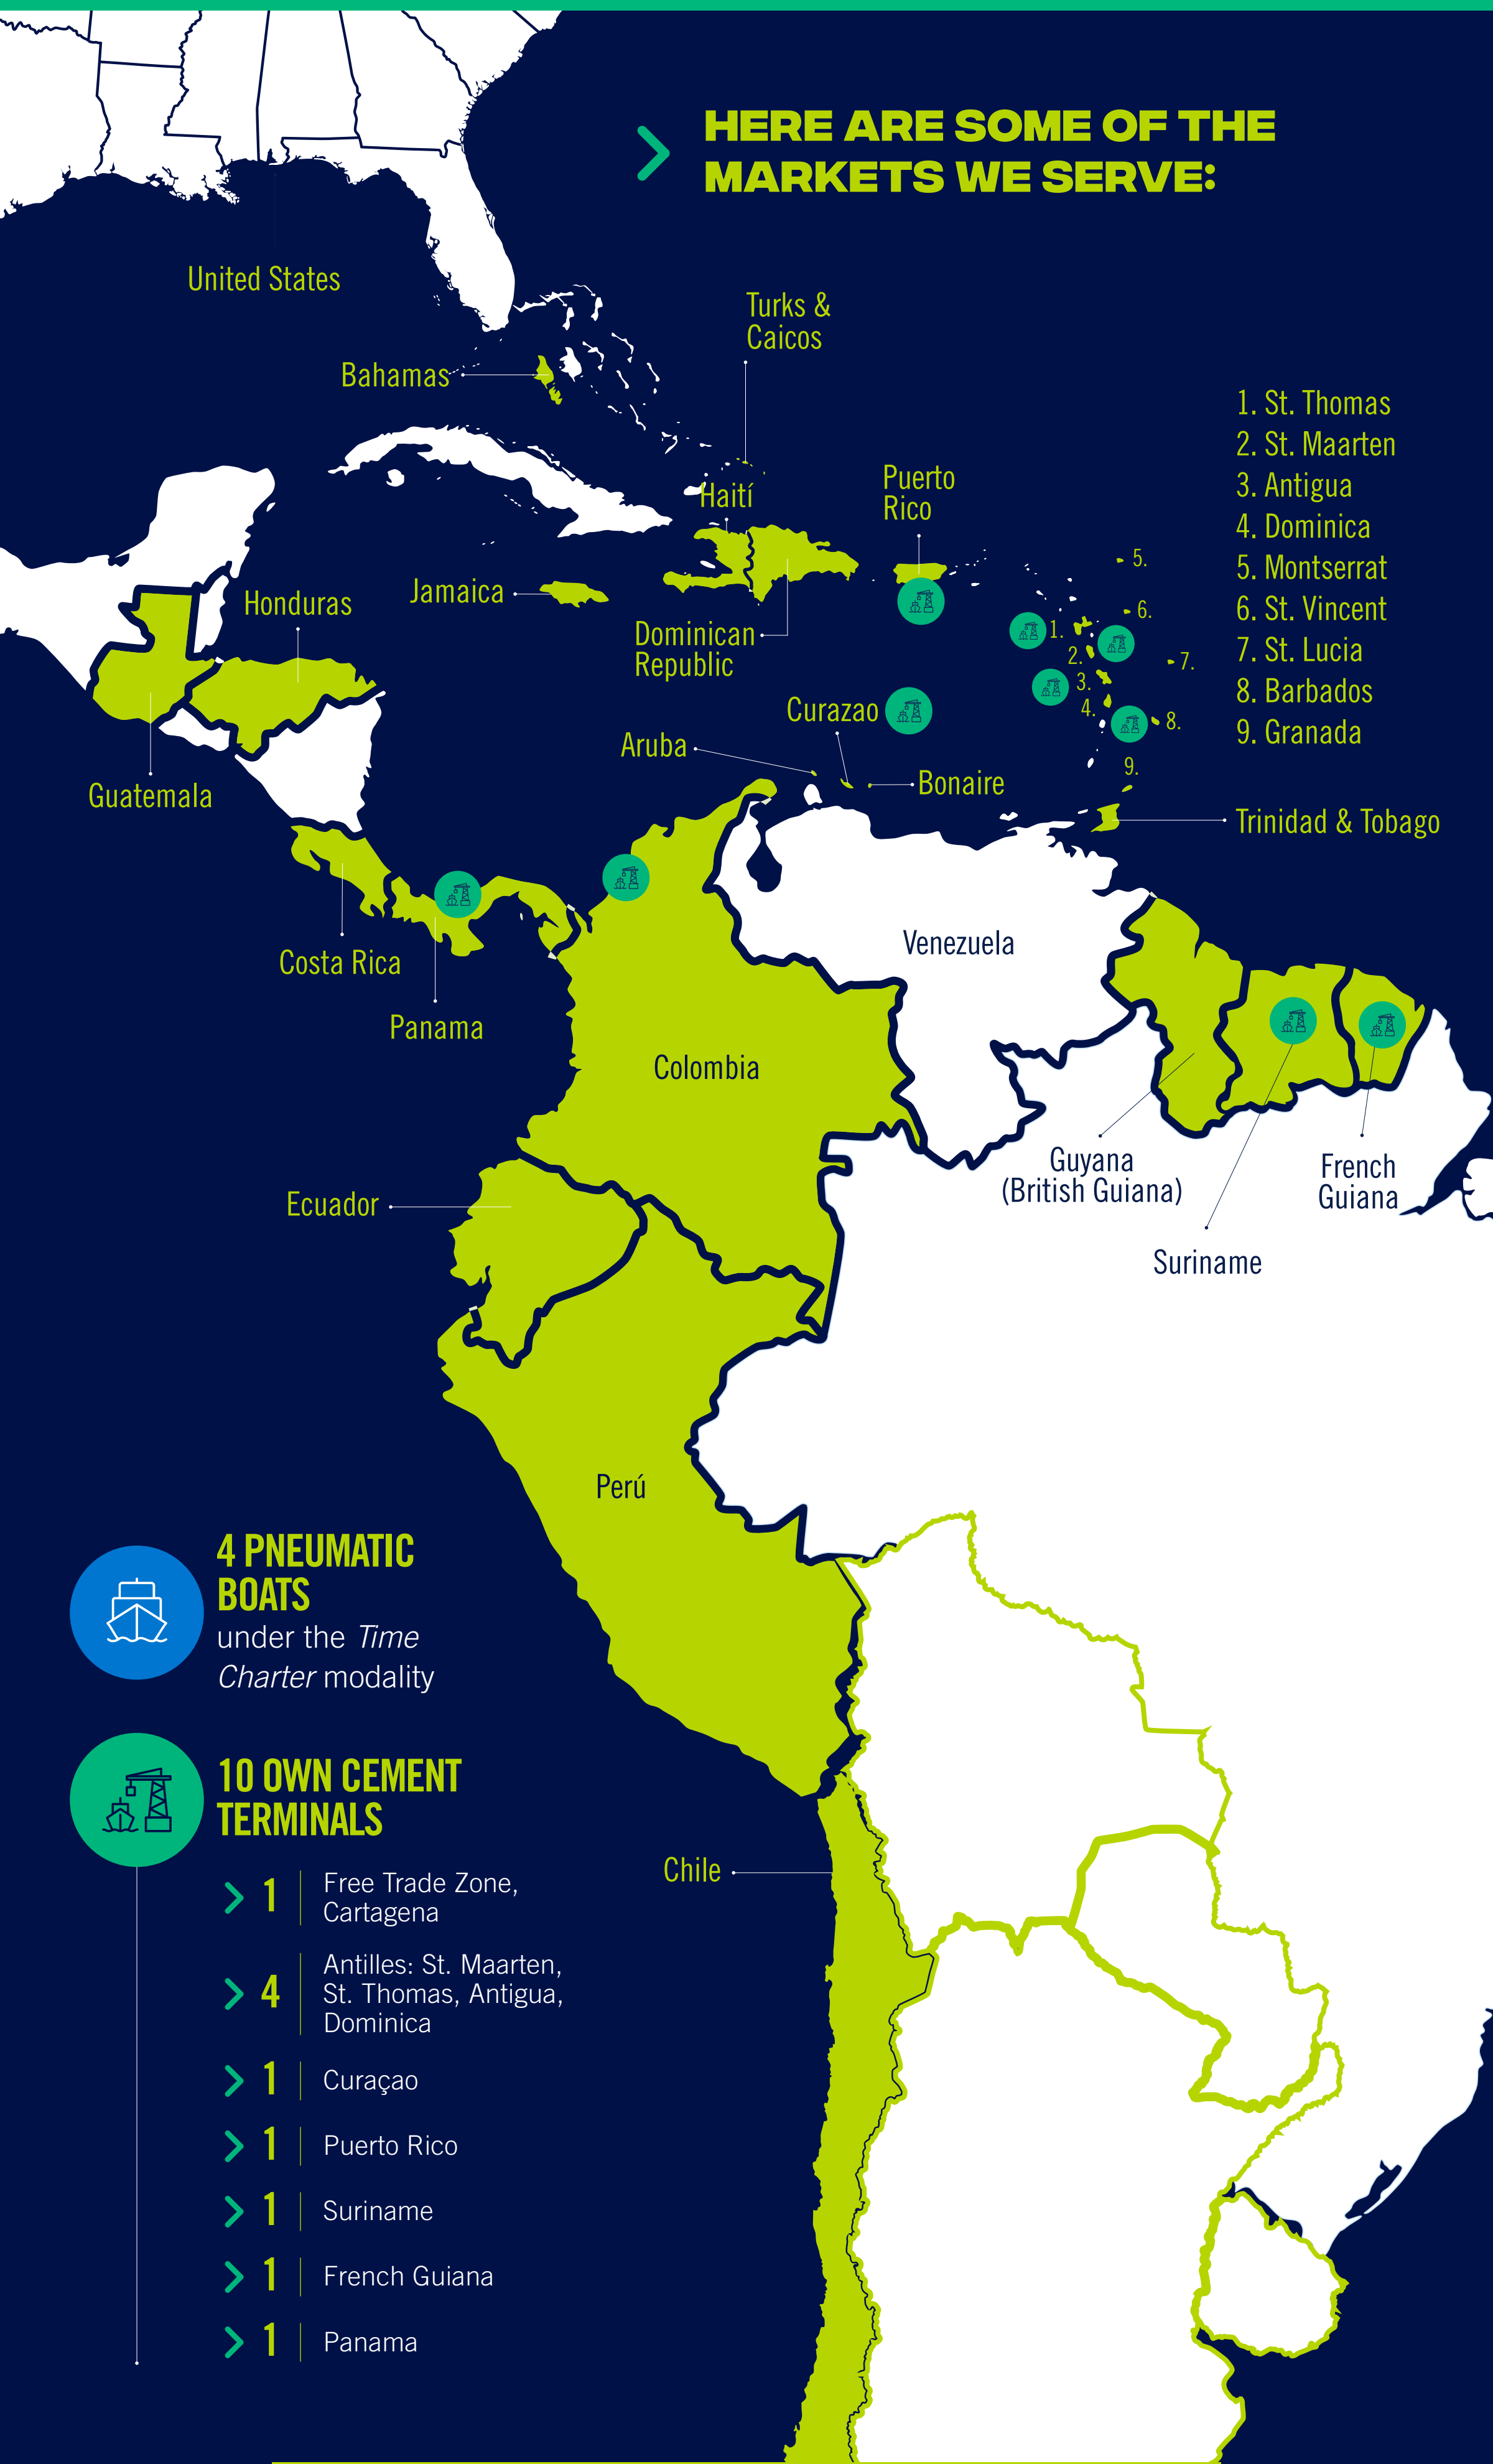 HERE ARE SOME OF THE
MARKETS WE SERVE:
United States
Turks &
Caicos
Bahamas
1. St. Thomas
2. St. Maarten
3. Antigua
4. Dominica
5. Montserrat
6. St. Vincent
7. St. Lucia
8. Barbados
9. Granada
Haití
Puerto
Rico
Honduras
Jamaica
Dominican
Republic
5.
6.
1.
2.
7.
3.
4.
8.
9.
Curazao
Aruba
Bonaire
Guatemala
Trinidad & Tobago
Costa Rica
Panama
Venezuela
Colombia
Guyana
(British Guiana)
French
Guiana
Suriname
Ecuador
Perú
4 PNEUMATIC
BOATS
under the Time
Charter modality
10 OWN CEMENT
TERMINALS
Chile
1 Free Trade Zone,
Cartagena
4 Antilles: St. Maarten,
St. Thomas, Antigua,
Dominica
1 Curaçao
1 Puerto Rico
1 Suriname
1 French Guiana
1 Panama